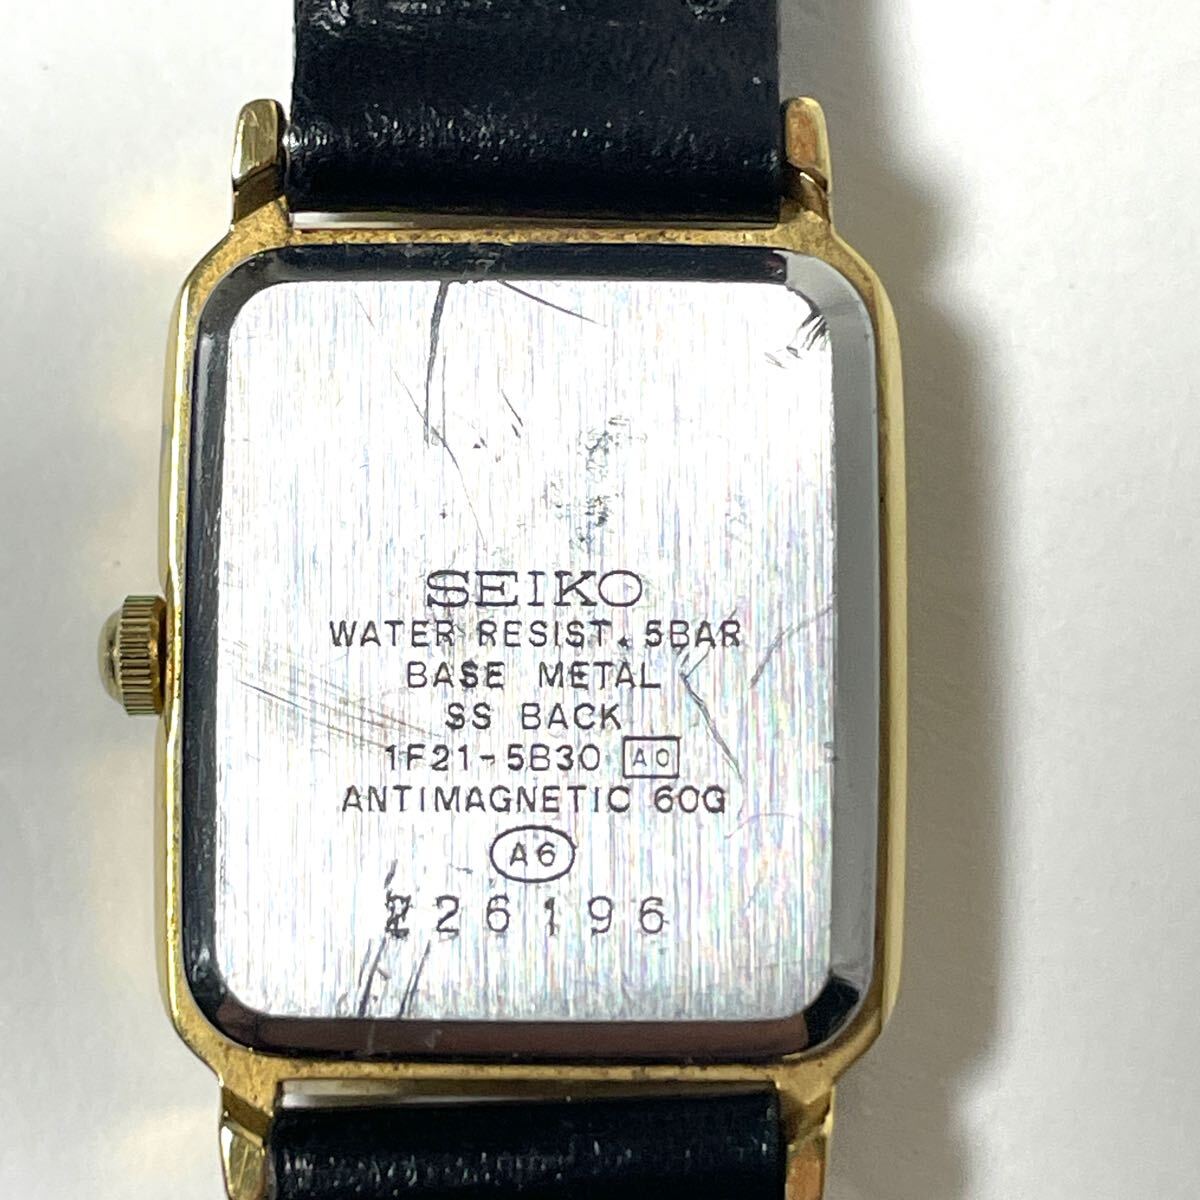 SEIKO
WATER RESIST. 5BAR
BASE METAL
SS BACK
1F21-5B30 A0
ANTIMAGNETIC 60G
A6
226196